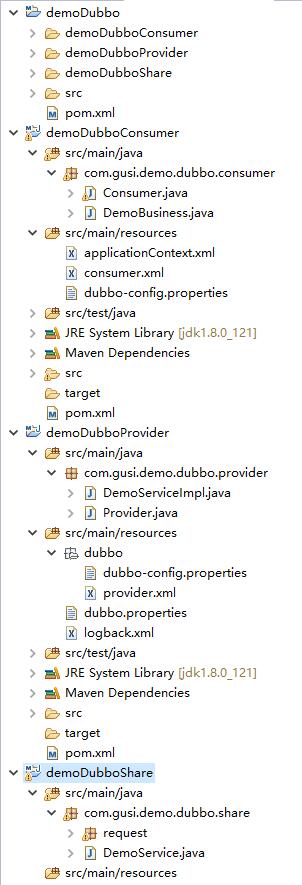 demoDubbo
demoDubboConsumer
demoDubboProvider
demoDubboShare
src
pom.xml
demoDubboConsumer
src/main/java
com.gusi.demo.dubbo.consumer
Consumer.java
DemoBusiness.java
src/main/resources
applicationContext.xml
consumer.xml
dubbo-config.properties
src/test/java
JRE System Library [jdk1.8.0_121]
Maven Dependencies
src
target
pom.xml
demoDubboProvider
src/main/java
com.gusi.demo.dubbo.provider
DemoServiceImpl.java
Provider.java
src/main/resources
dubbo
dubbo-config.properties
provider.xml
dubbo.properties
logback.xml
src/test/java
JRE System Library [jdk1.8.0_121]
Maven Dependencies
src
target
pom.xml
demoDubboShare
src/main/java
com.gusi.demo.dubbo.share
request
DemoService.java
src/main/resources